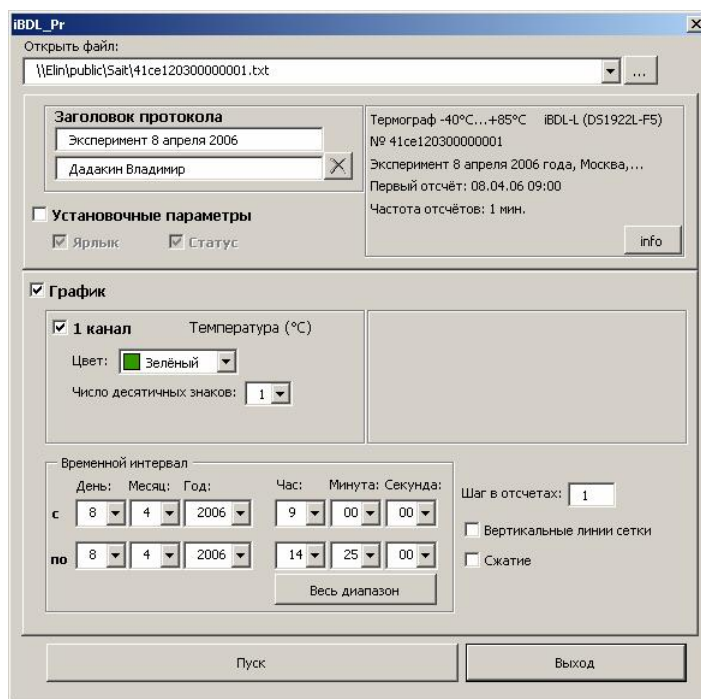 iBDL_Pr
Открыть файл:
\\Elin\public\Sait\41ce120300000001.txt
...
Заголовок протокола
Эксперимент 8 апреля 2006
Дадакин Владимир
Термограф -40°C...+85°C iBDL-L (DS1922L-F5)
№ 41ce120300000001
Эксперимент 8 апреля 2006 года, Москва,...
Первый отсчёт: 08.04.06 09:00
Частота отсчётов: 1 мин.
info
Установочные параметры
Ярлык Статус
График
1 канал Температура (°C)
Цвет: Зелёный
Число десятичных знаков: 1
Временной интервал
День: Месяц: Год: Час: Минута: Секунда:
с 8 4 2006 9 00 00
по 8 4 2006 14 25 00
Весь диапазон
Шаг в отсчетах: 1
Вертикальные линии сетки
Сжатие
Пуск Выход